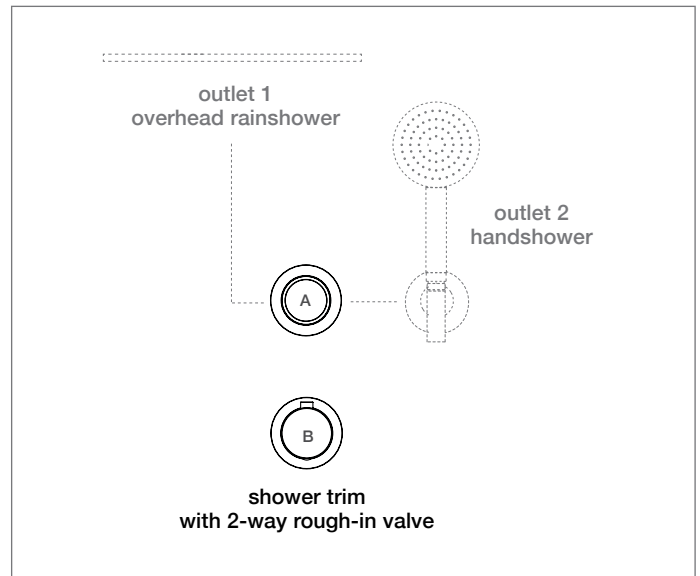 outlet 1
overhead rainshower
outlet 2
handshower
A
B
shower trim
with 2-way rough-in valve